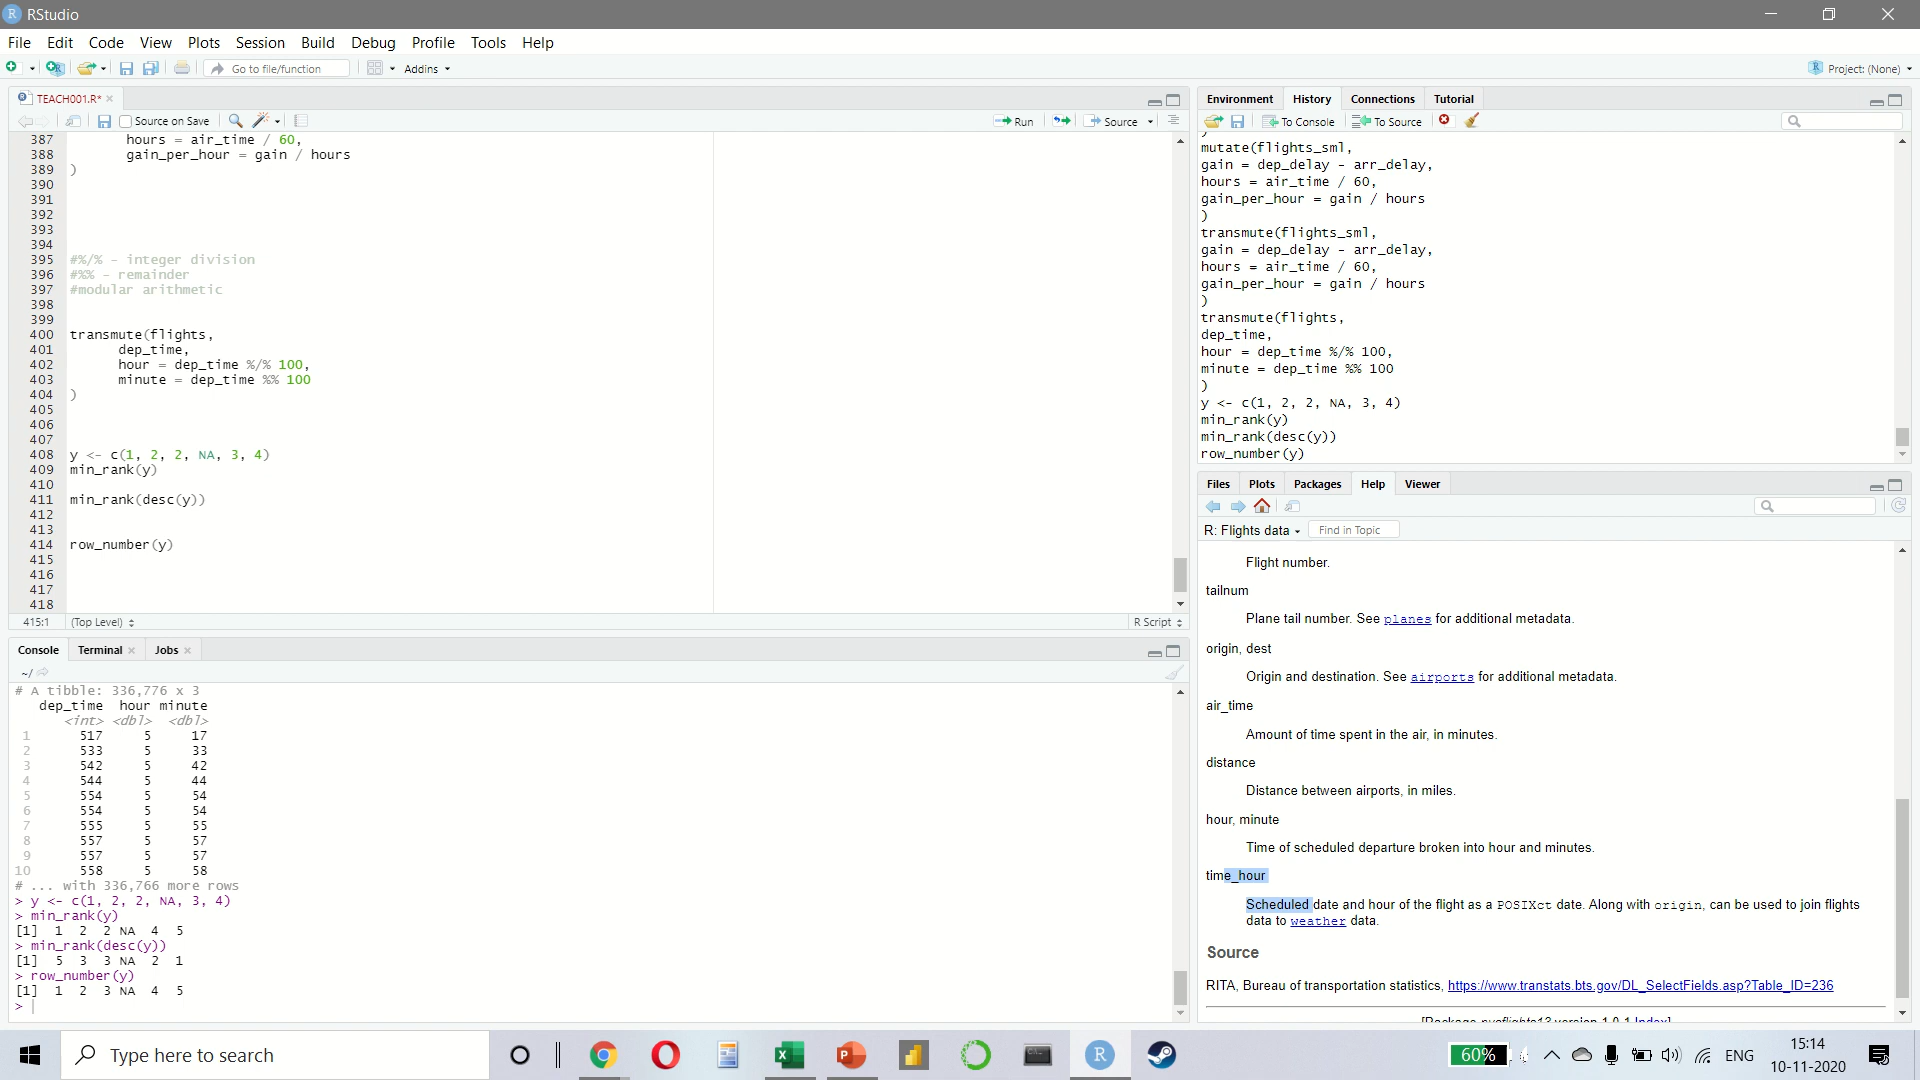 RStudio
File Edit Code View Plots Session Build Debug Profile Tools Help
Go to file/function Addins Project: (None)
TEACH001.R*
Source on Save Run Source
387 hours = air_time / 60,
388 gain_per_hour = gain / hours
389 )
390
391
392
393
394
395 #%/% - integer division
396 #%% - remainder
397 #modular arithmetic
398
399
400 transmute(flights,
401 dep_time,
402 hour = dep_time %/% 100,
403 minute = dep_time %% 100
404 )
405
406
407
408 y <- c(1, 2, 2, NA, 3, 4)
409 min_rank(y)
410
411 min_rank(desc(y))
412
413
414 row_number(y)
415
416
417
418
415:1 (Top Level) R Script
Console Terminal Jobs
~/
# A tibble: 336,776 x 3
dep_time hour minute
<int> <dbl> <dbl>
1 517 5 17
2 533 5 33
3 542 5 42
4 544 5 44
5 554 5 54
6 554 5 54
7 555 5 55
8 557 5 57
9 557 5 57
10 558 5 58
# ... with 336,766 more rows
> y <- c(1, 2, 2, NA, 3, 4)
> min_rank(y)
[1] 1 2 2 NA 4 5
> min_rank(desc(y))
[1] 5 3 3 NA 2 1
> row_number(y)
[1] 1 2 3 NA 4 5
>
Environment History Connections Tutorial
To Console To Source
)
mutate(flights_sml,
gain = dep_delay - arr_delay,
hours = air_time / 60,
gain_per_hour = gain / hours
)
transmute(flights_sml,
gain = dep_delay - arr_delay,
hours = air_time / 60,
gain_per_hour = gain / hours
)
transmute(flights,
dep_time,
hour = dep_time %/% 100,
minute = dep_time %% 100
)
y <- c(1, 2, 2, NA, 3, 4)
min_rank(y)
min_rank(desc(y))
row_number(y)
Files Plots Packages Help Viewer
R: Flights data Find in Topic
Flight number.
tailnum
Plane tail number. See planes for additional metadata.
origin, dest
Origin and destination. See airports for additional metadata.
air_time
Amount of time spent in the air, in minutes.
distance
Distance between airports, in miles.
hour, minute
Time of scheduled departure broken into hour and minutes.
time_hour
Scheduled date and hour of the flight as a POSIXct date. Along with origin, can be used to join flights
data to weather data.
Source
RITA, Bureau of transportation statistics, https://www.transtats.bts.gov/DL_SelectFields.asp?Table_ID=236
[Package nycflights13 version 1.0.1 Index]
Type here to search
60% ENG 15:14
10-11-2020